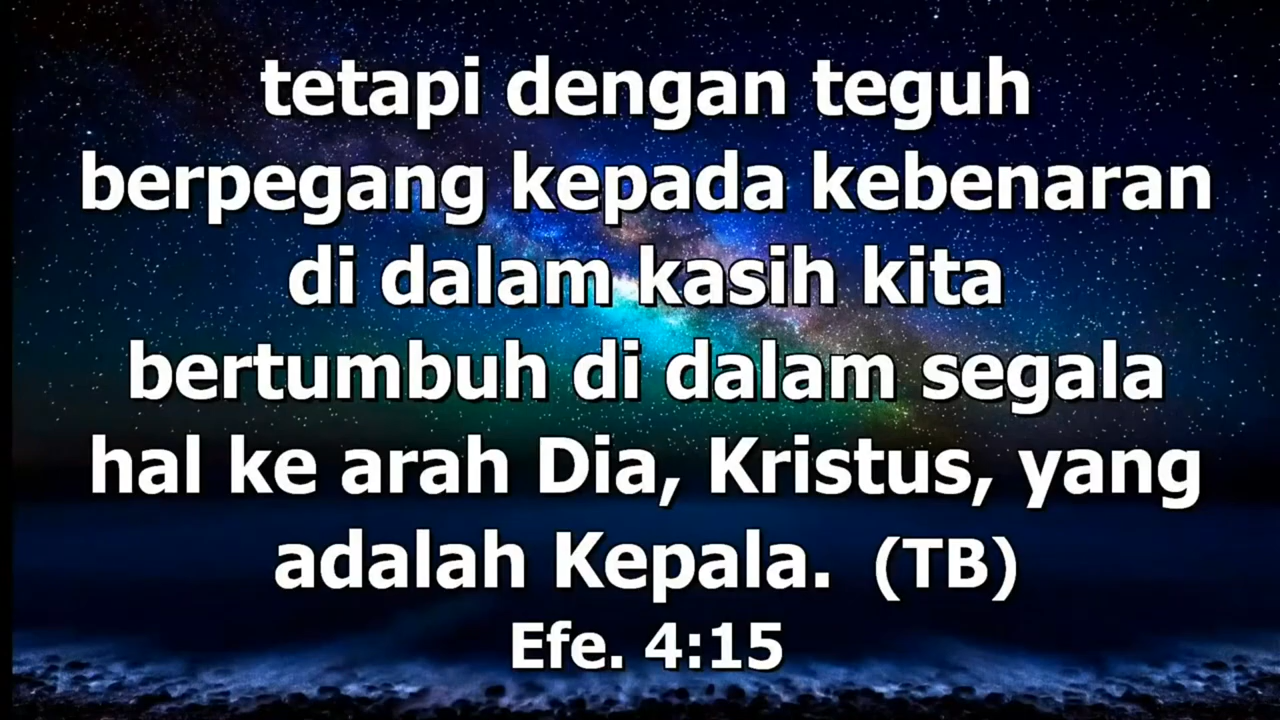 tetapi dengan teguh
berpegang kepada kebenaran
di dalam kasih kita
bertumbuh di dalam segala
hal ke arah Dia, Kristus, yang
adalah Kepala. (TB)
Efe. 4:15